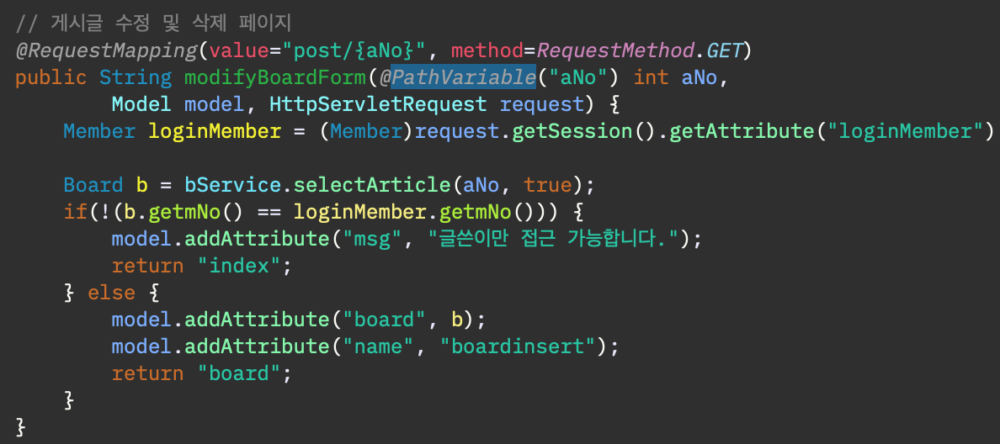 // 게시글 수정 및 삭제 페이지
@RequestMapping(value="post/{aNo}", method=RequestMethod.GET)
public String modifyBoardForm(@PathVariable("aNo") int aNo,
Model model, HttpServletRequest request) {
Member loginMember = (Member)request.getSession().getAttribute("loginMember")
Board b = bService.selectArticle(aNo, true);
if(!(b.getmNo() == loginMember.getmNo())) {
model.addAttribute("msg", "글쓴이만 접근 가능합니다.");
return "index";
} else {
model.addAttribute("board", b);
model.addAttribute("name", "boardinsert");
return "board";
}
}